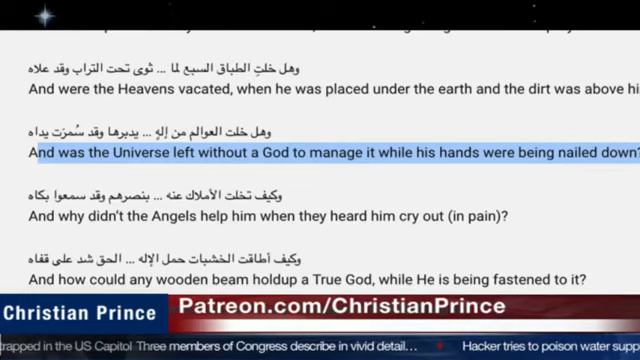 وهل خلت الطباق السبع لما ... ثوى تحت التراب وقد علاه
And were the Heavens vacated, when he was placed under the earth and the dirt was above hi
وهل خلت العوالم من إله ... يدبرها وقد سُمرَت يداه
And was the Universe left without a God to manage it while his hands were being nailed down?
وكيف تخلت الأملاك عنه ... بنصرهم وقد سمعوا بكاه
And why didn't the Angels help him when they heard him cry out (in pain)?
وكيف أطاقت الخشبات حمل الإله ... الحق شد على قفاه
And how could any wooden beam holdup a True God, while He is being fastened to it?
Christian Prince
Patreon.com/ChristianPrince
trapped in the US Capitol Three members of Congress describe in vivid detail... Hacker tries to poison water supp